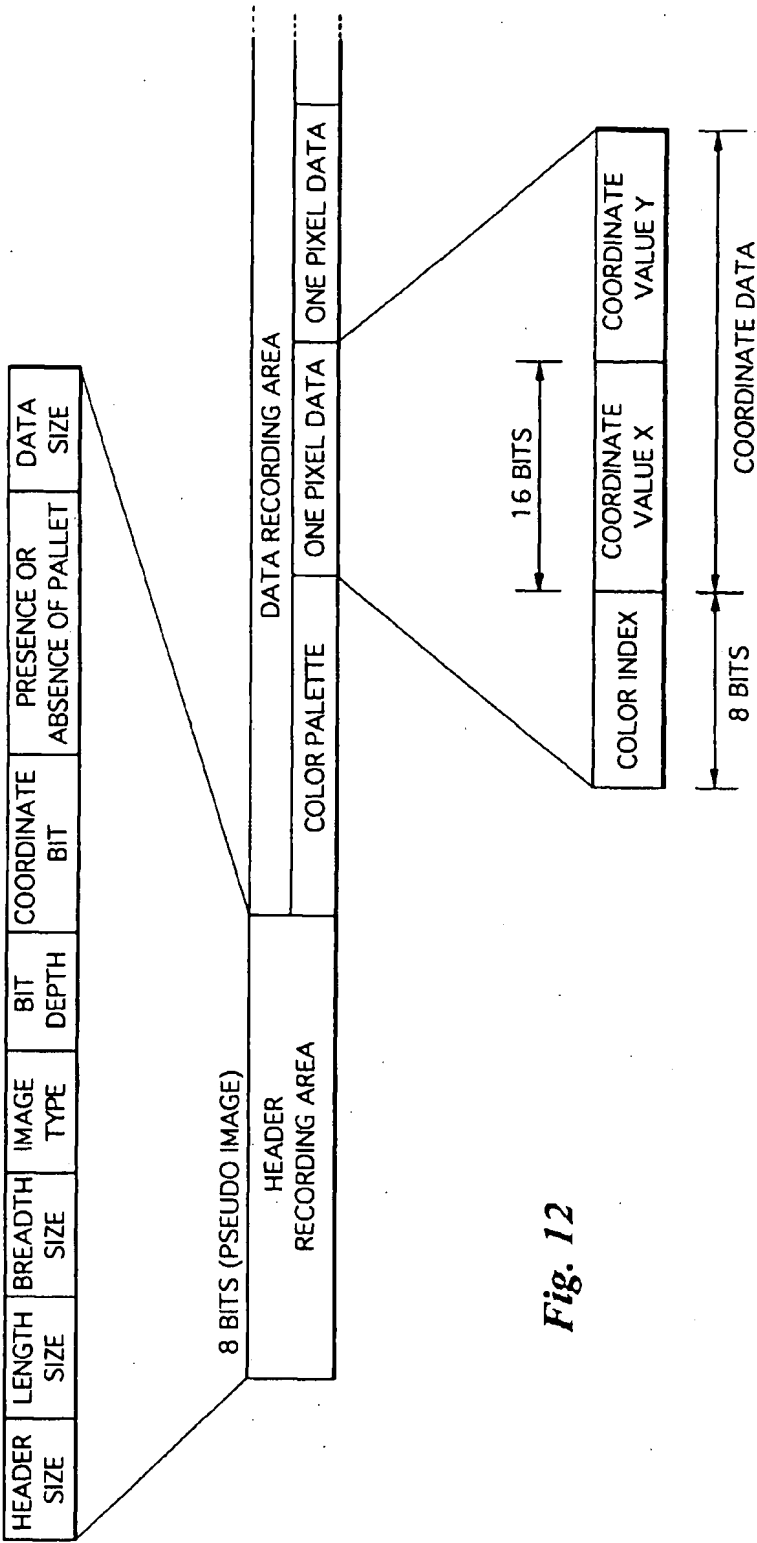 HEADER
SIZE
LENGTH
SIZE
BREADTH
SIZE
IMAGE
TYPE
BIT
DEPTH
COORDINATE
BIT
PRESENCE OR
ABSENCE OF PALLET
DATA
SIZE
8 BITS (PSEUDO IMAGE)
HEADER
RECORDING AREA
DATA RECORDING AREA
COLOR PALETTE
ONE PIXEL DATA
ONE PIXEL DATA
16 BITS
COLOR INDEX
COORDINATE
VALUE X
COORDINATE
VALUE Y
8 BITS
COORDINATE DATA
Fig. 12